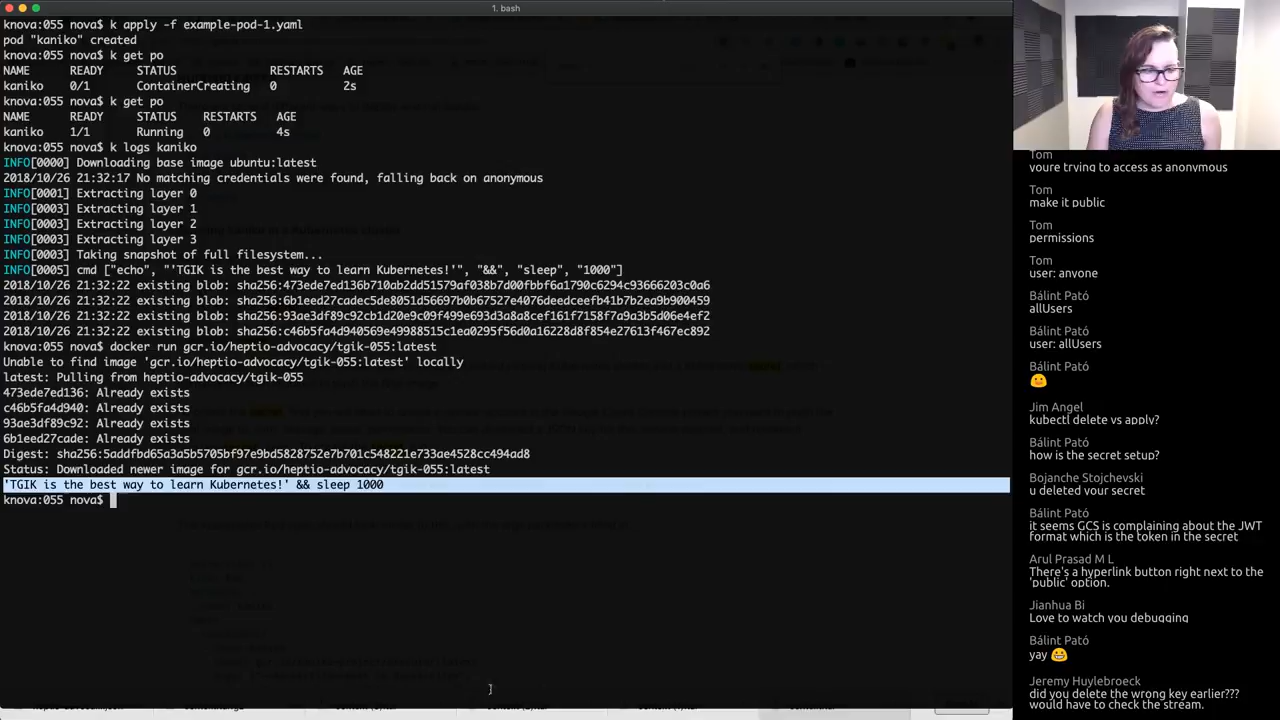 1. bash
knova:055 nova$ k apply -f example-pod-1.yaml
pod "kaniko" created
knova:055 nova$ k get po
NAME READY STATUS RESTARTS AGE
kaniko 0/1 ContainerCreating 0 2s
knova:055 nova$ k get po
NAME READY STATUS RESTARTS AGE
kaniko 1/1 Running 0 4s
knova:055 nova$ k logs kaniko
INFO[0000] Downloading base image ubuntu:latest
2018/10/26 21:32:17 No matching credentials were found, falling back on anonymous
INFO[0001] Extracting layer 0
INFO[0003] Extracting layer 1
INFO[0003] Extracting layer 2
INFO[0003] Extracting layer 3
INFO[0003] Taking snapshot of full filesystem...
INFO[0005] cmd ["echo", "'TGIK is the best way to learn Kubernetes!'", "&&", "sleep", "1000"]
2018/10/26 21:32:22 existing blob: sha256:473ede7ed136b710ab2dd51579af038b7d00fbbf6a1790c6294c93666203c0a6
2018/10/26 21:32:22 existing blob: sha256:6b1eed27cadec5de8051d56697b0b67527e4076deedceefb41b7b2ea9b900459
2018/10/26 21:32:22 existing blob: sha256:93ae3df89c92cb1d20e9c09f499e693d3a8a8cef161f7158f7a9a3b5d06e4ef2
2018/10/26 21:32:22 existing blob: sha256:c46b5fa4d940569e49988515c1ea0295f56d0a16228d8f854e27613f467ec892
knova:055 nova$ docker run gcr.io/heptio-advocacy/tgik-055:latest
Unable to find image 'gcr.io/heptio-advocacy/tgik-055:latest' locally
latest: Pulling from heptio-advocacy/tgik-055
473ede7ed136: Already exists
c46b5fa4d940: Already exists
93ae3df89c92: Already exists
6b1eed27cade: Already exists
Digest: sha256:5addfbd65a3a5b5705bf97e9bd5828752e7b701c548221e733ae4528cc494ad8
Status: Downloaded newer image for gcr.io/heptio-advocacy/tgik-055:latest
'TGIK is the best way to learn Kubernetes!' && sleep 1000
knova:055 nova$
Tom
youre trying to access as anonymous
Tom
make it public
Tom
permissions
Tom
user: anyone
Bálint Pató
allUsers
Bálint Pató
user: allUsers
Bálint Pató
Jim Angel
kubectl delete vs apply?
Bálint Pató
how is the secret setup?
Bojanche Stojchevski
u deleted your secret
Bálint Pató
it seems GCS is complaining about the JWT
format which is the token in the secret
Arul Prasad M L
There's a hyperlink button right next to the
'public' option.
Jianhua Bi
Love to watch you debugging
Bálint Pató
yay
Jeremy Huylebroeck
did you delete the wrong key earlier???
would have to check the stream.